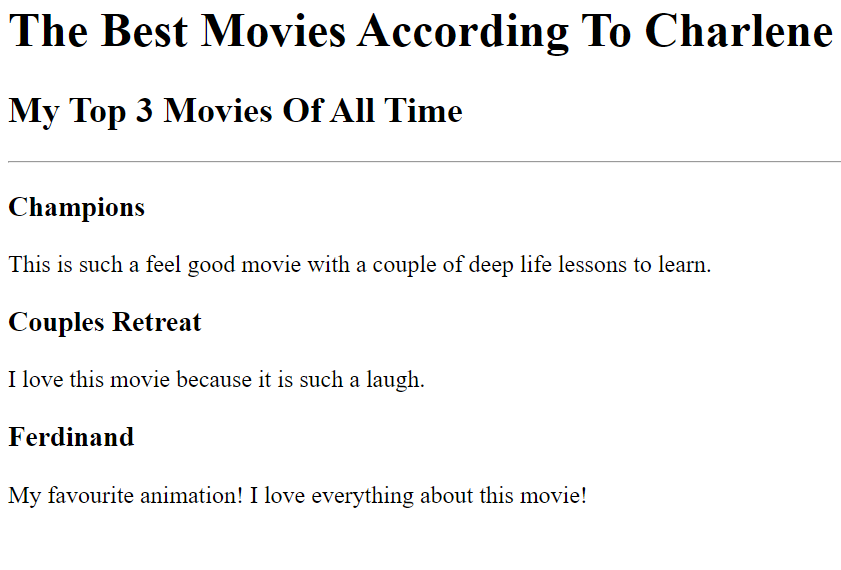 The Best Movies According To Charlene
My Top 3 Movies Of All Time
Champions
This is such a feel good movie with a couple of deep life lessons to learn.
Couples Retreat
I love this movie because it is such a laugh.
Ferdinand
My favourite animation! I love everything about this movie!